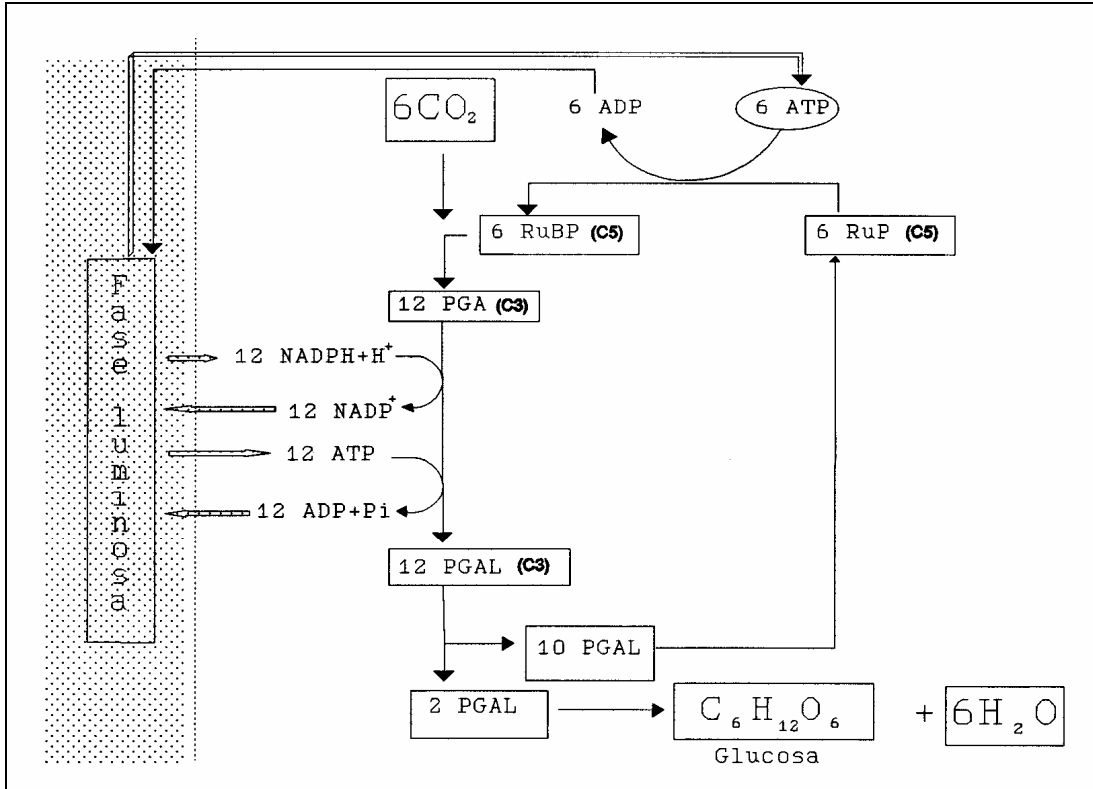 6CO₂
6 ADP
6 ATP
6 RuBP (C5)
6 RuP (C5)
12 PGA (C3)
Fase luminosa
12 NADPH+H⁺
12 NADP⁺
12 ATP
12 ADP+Pi
12 PGAL (C3)
10 PGAL
2 PGAL
C₆H₁₂O₆ + 6H₂O
Glucosa